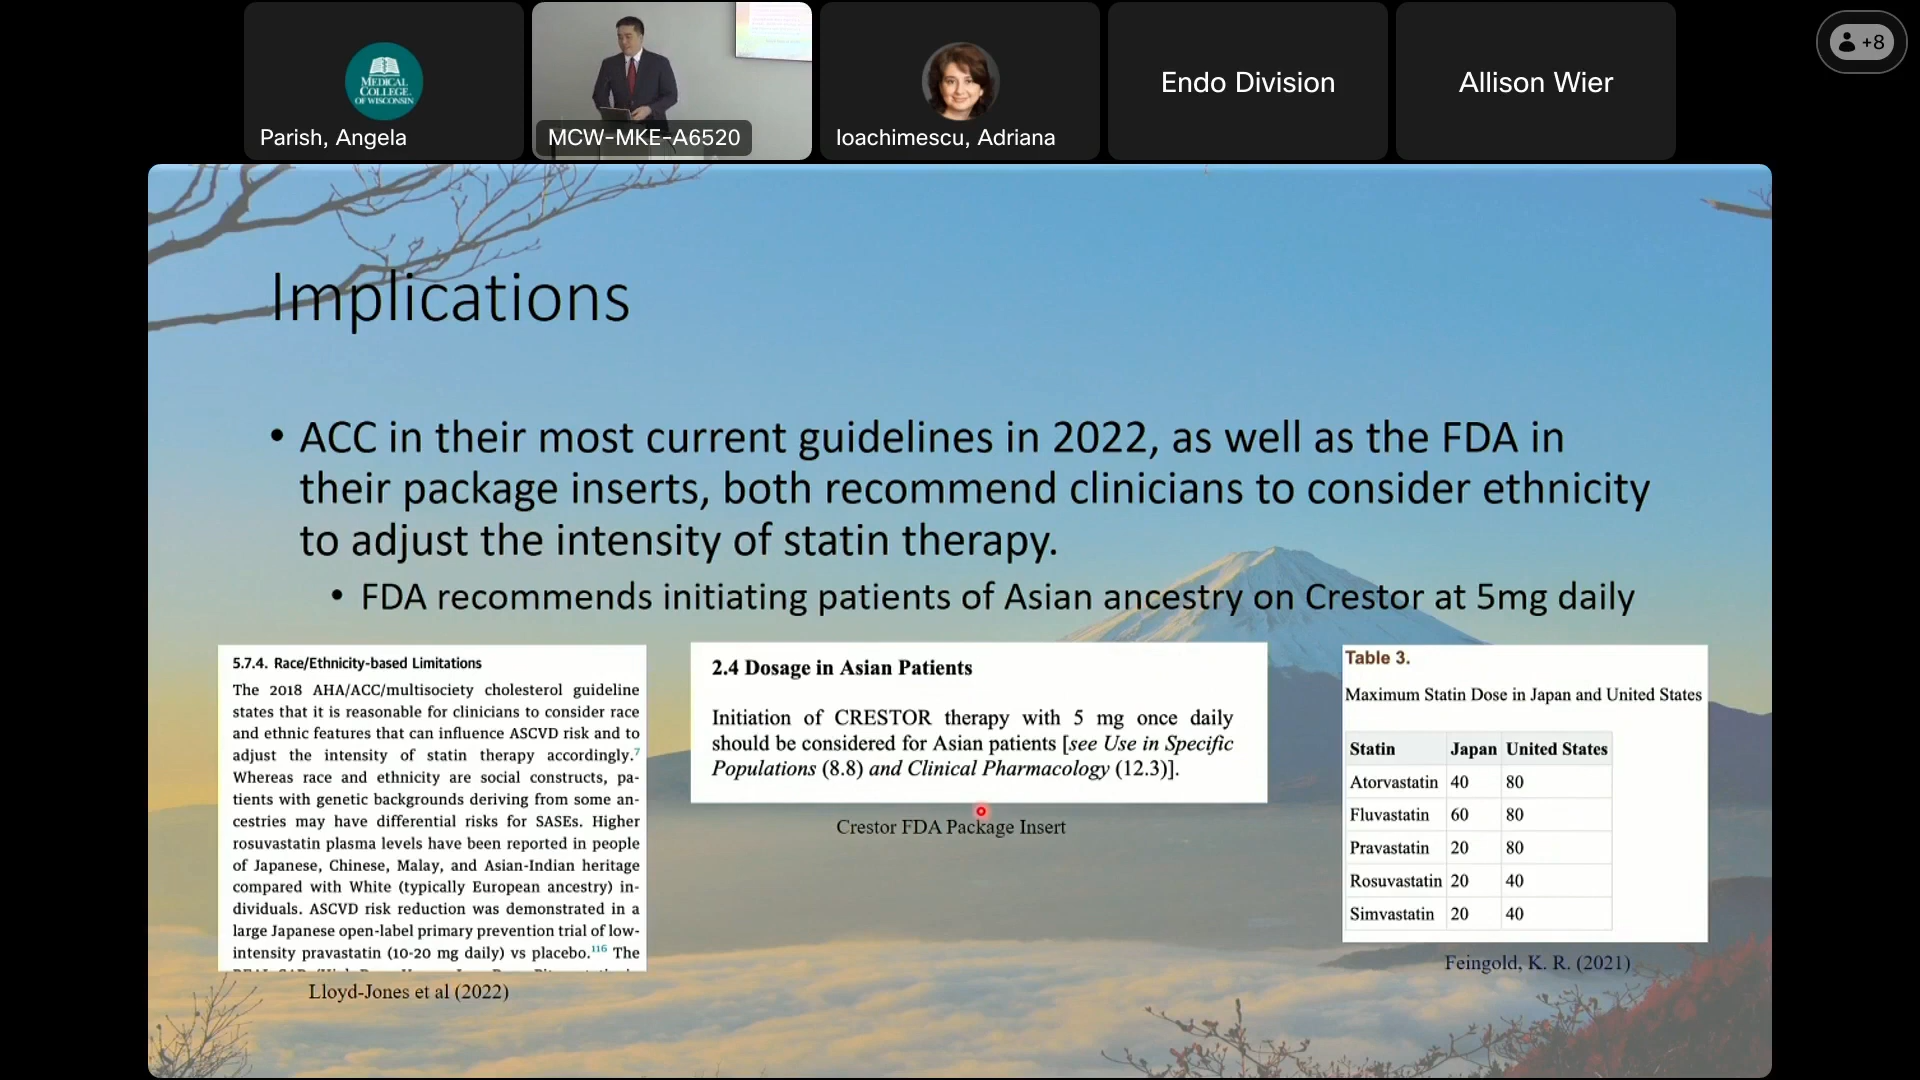 MEDICAL
COLLEGE
OF WISCONSIN
Parish, Angela
MCW-MKE-A6520
Ioachimescu, Adriana
Endo Division
Allison Wier
+8
Implications
• ACC in their most current guidelines in 2022, as well as the FDA in
their package inserts, both recommend clinicians to consider ethnicity
to adjust the intensity of statin therapy.
• FDA recommends initiating patients of Asian ancestry on Crestor at 5mg daily
5.7.4. Race/Ethnicity-based Limitations
The 2018 AHA/ACC/multisociety cholesterol guideline
states that it is reasonable for clinicians to consider race
and ethnic features that can influence ASCVD risk and to
adjust the intensity of statin therapy accordingly.7
Whereas race and ethnicity are social constructs, pa-
tients with genetic backgrounds deriving from some an-
cestries may have differential risks for SASEs. Higher
rosuvastatin plasma levels have been reported in people
of Japanese, Chinese, Malay, and Asian-Indian heritage
compared with White (typically European ancestry) in-
dividuals. ASCVD risk reduction was demonstrated in a
large Japanese open-label primary prevention trial of low-
intensity pravastatin (10-20 mg daily) vs placebo.116 The
Lloyd-Jones et al (2022)
2.4 Dosage in Asian Patients
Initiation of CRESTOR therapy with 5 mg once daily
should be considered for Asian patients [see Use in Specific
Populations (8.8) and Clinical Pharmacology (12.3)].
Crestor FDA Package Insert
Table 3.
Maximum Statin Dose in Japan and United States
Statin Japan United States
Atorvastatin 40 80
Fluvastatin 60 80
Pravastatin 20 80
Rosuvastatin 20 40
Simvastatin 20 40
Feingold, K. R. (2021)